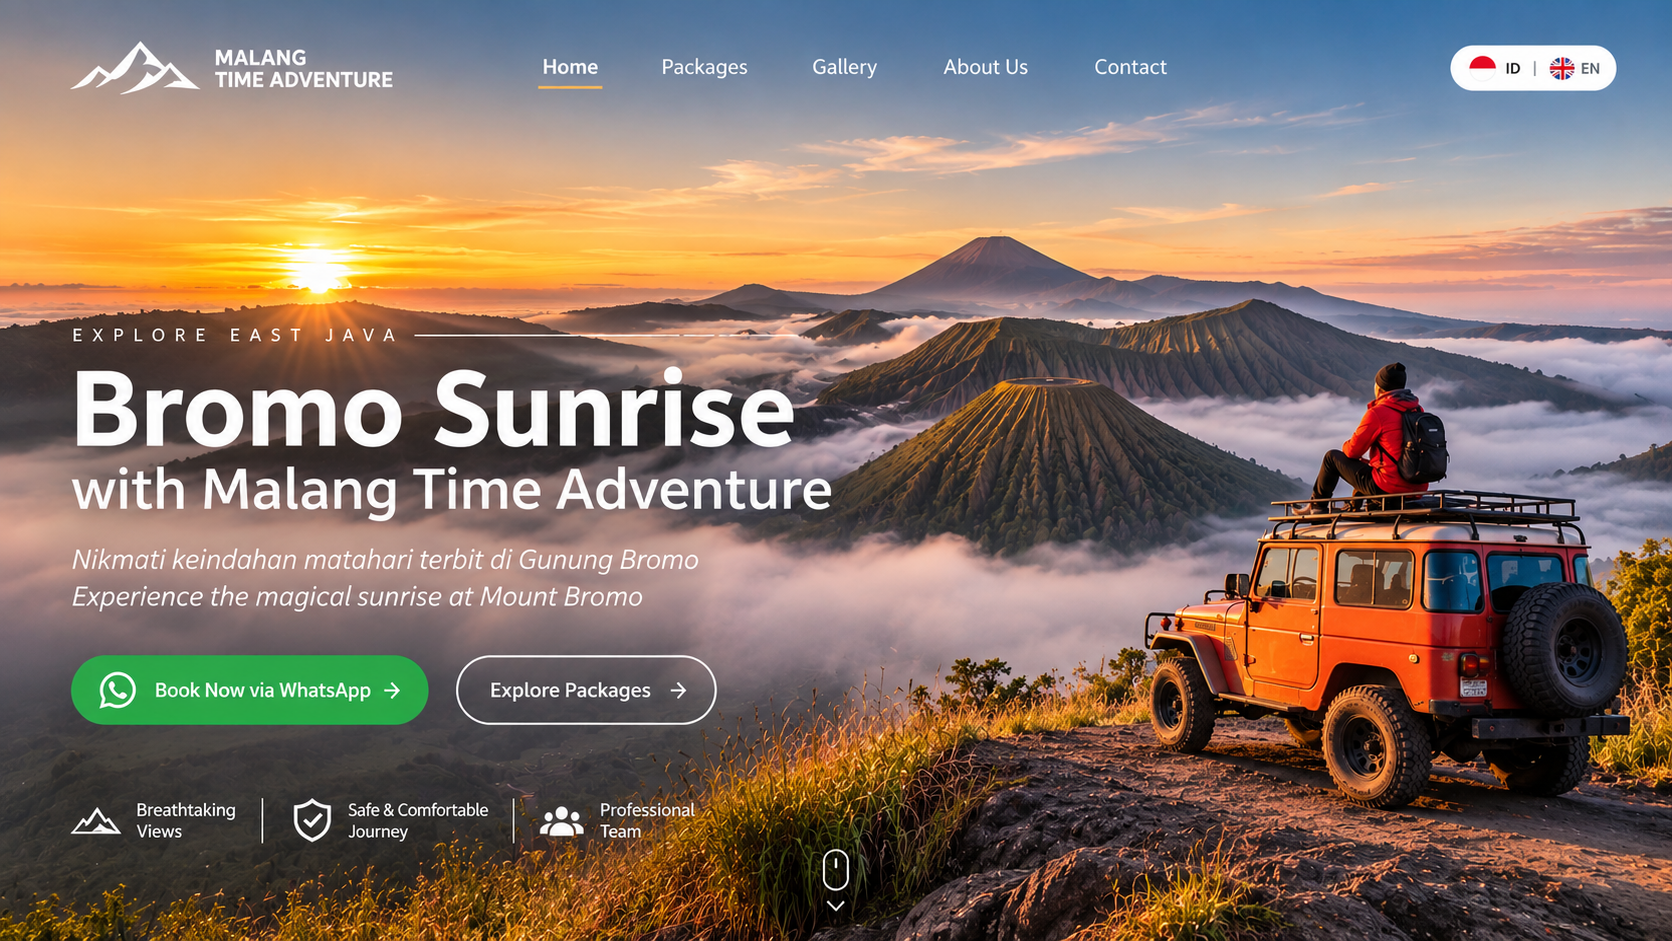 MALANG
TIME ADVENTURE
Home
Packages
Gallery
About Us
Contact
ID | EN
EXPLORE EAST JAVA
Bromo Sunrise
with Malang Time Adventure
Nikmati keindahan matahari terbit di Gunung Bromo
Experience the magical sunrise at Mount Bromo
Book Now via WhatsApp →
Explore Packages →
Breathtaking
Views
Safe & Comfortable
Journey
Professional
Team